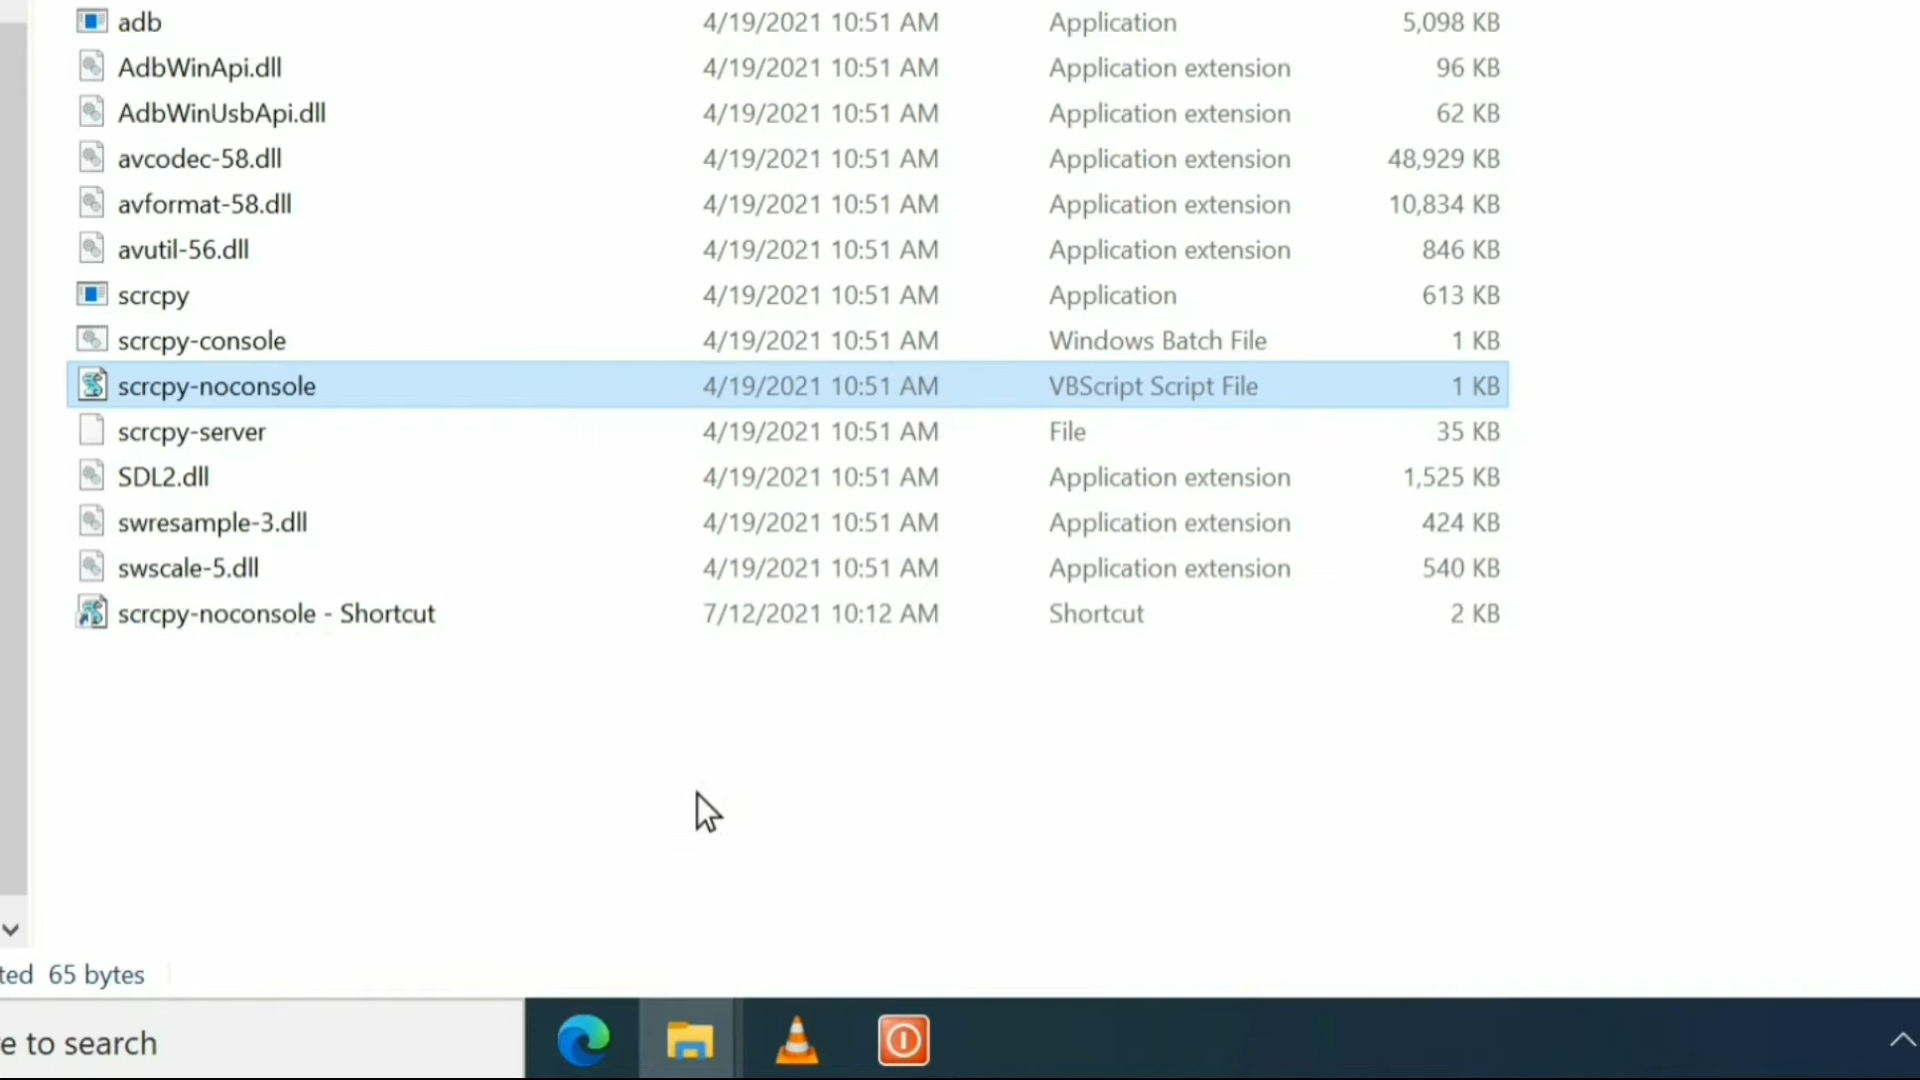 adb 4/19/2021 10:51 AM Application 5,098 KB
AdbWinApi.dll 4/19/2021 10:51 AM Application extension 96 KB
AdbWinUsbApi.dll 4/19/2021 10:51 AM Application extension 62 KB
avcodec-58.dll 4/19/2021 10:51 AM Application extension 48,929 KB
avformat-58.dll 4/19/2021 10:51 AM Application extension 10,834 KB
avutil-56.dll 4/19/2021 10:51 AM Application extension 846 KB
scrcpy 4/19/2021 10:51 AM Application 613 KB
scrcpy-console 4/19/2021 10:51 AM Windows Batch File 1 KB
scrcpy-noconsole 4/19/2021 10:51 AM VBScript Script File 1 KB
scrcpy-server 4/19/2021 10:51 AM File 35 KB
SDL2.dll 4/19/2021 10:51 AM Application extension 1,525 KB
swresample-3.dll 4/19/2021 10:51 AM Application extension 424 KB
swscale-5.dll 4/19/2021 10:51 AM Application extension 540 KB
scrcpy-noconsole - Shortcut 7/12/2021 10:12 AM Shortcut 2 KB
ted 65 bytes
e to search